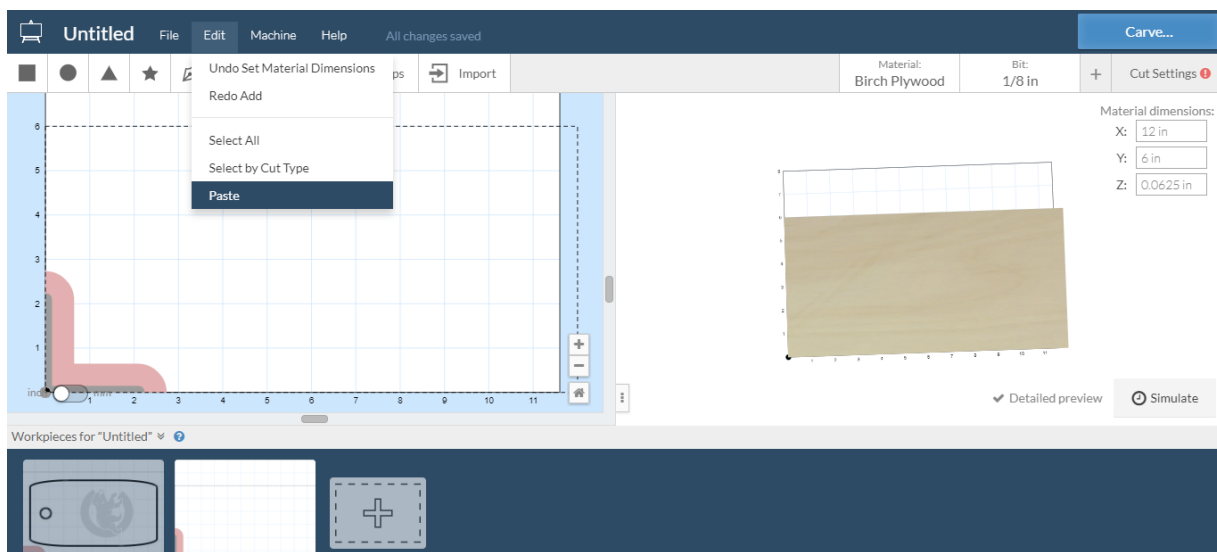 Untitled File Edit Machine Help All changes saved Carve...
Undo Set Material Dimensions
Redo Add
Select All
Select by Cut Type
Paste
ps Import
Material:
Birch Plywood
Bit:
1/8 in
+ Cut Settings
Material dimensions:
X: 12 in
Y: 6 in
Z: 0.0625 in
6
5
4
3
2
1
1 2 3 4 5 6 7 8 9 10 11
+
−
Detailed preview
Simulate
Workpieces for "Untitled" ?